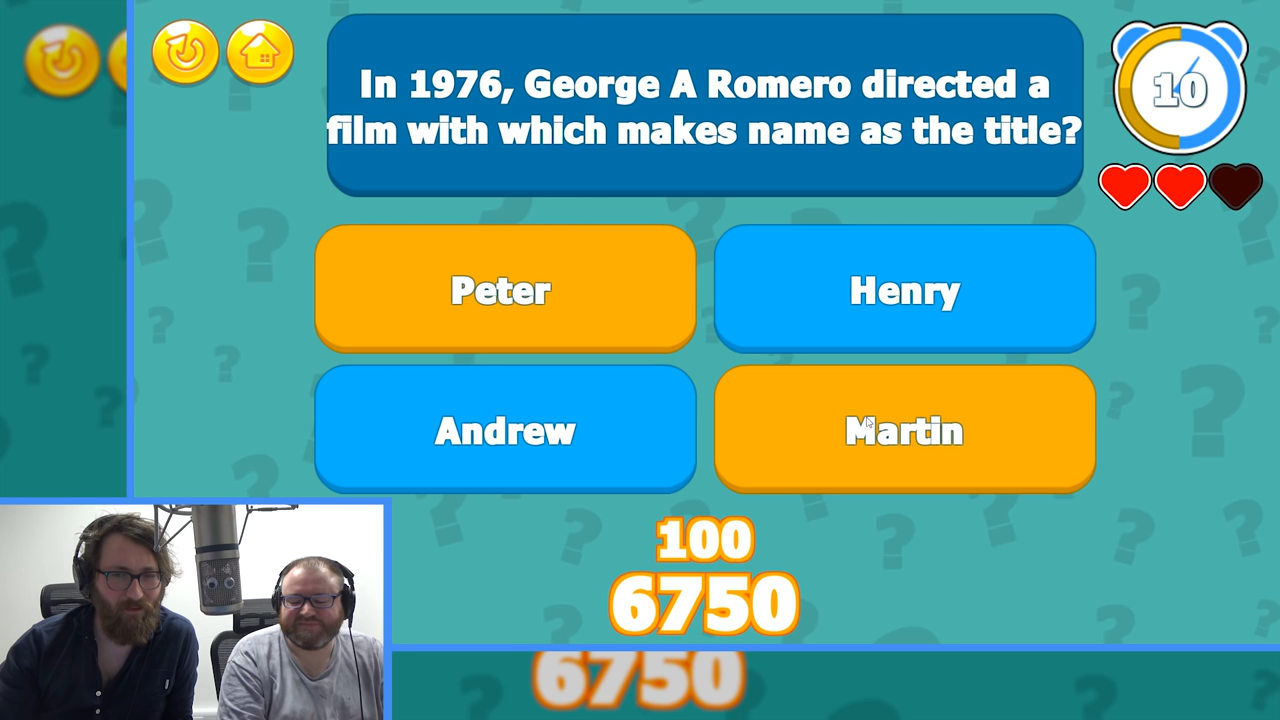 In 1976, George A Romero directed a
film with which makes name as the title?
10
Peter
Henry
Andrew
Martin
100
6750
6750